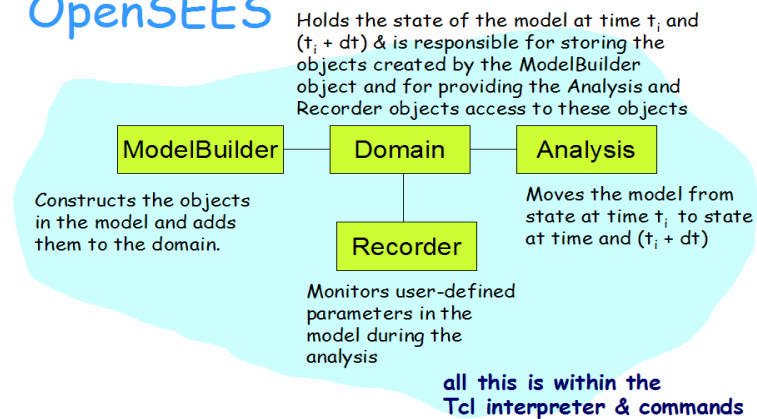 OpenSEES
Holds the state of the model at time tᵢ and
(tᵢ + dt) & is responsible for storing the
objects created by the ModelBuilder
object and for providing the Analysis and
Recorder objects access to these objects
ModelBuilder
Domain
Analysis
Constructs the objects
in the model and adds
them to the domain.
Moves the model from
state at time tᵢ to state
at time and (tᵢ + dt)
Recorder
Monitors user-defined
parameters in the
model during the
analysis
all this is within the
Tcl interpreter & commands